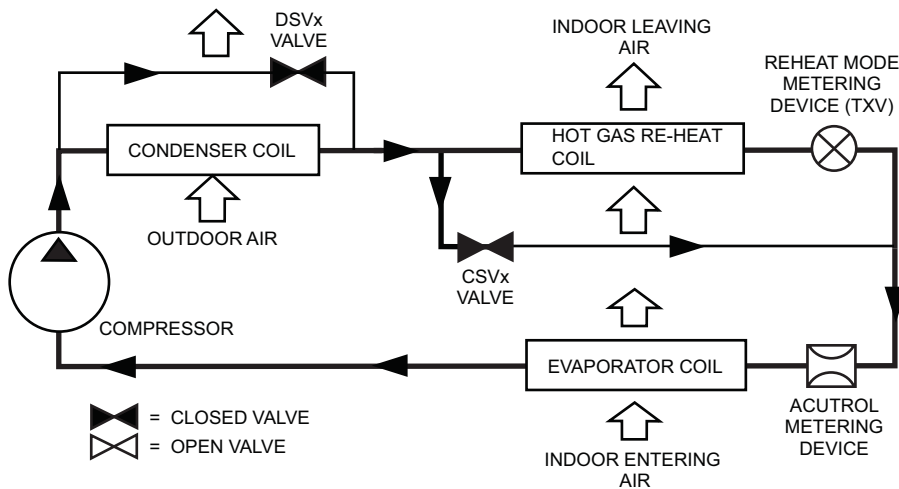 DSVx
VALVE
INDOOR LEAVING
AIR
REHEAT MODE
METERING
DEVICE (TXV)
CONDENSER COIL
HOT GAS RE-HEAT
COIL
OUTDOOR AIR
CSVx
VALVE
COMPRESSOR
EVAPORATOR COIL
ACUTROL
METERING
DEVICE
= CLOSED VALVE
= OPEN VALVE
INDOOR ENTERING
AIR